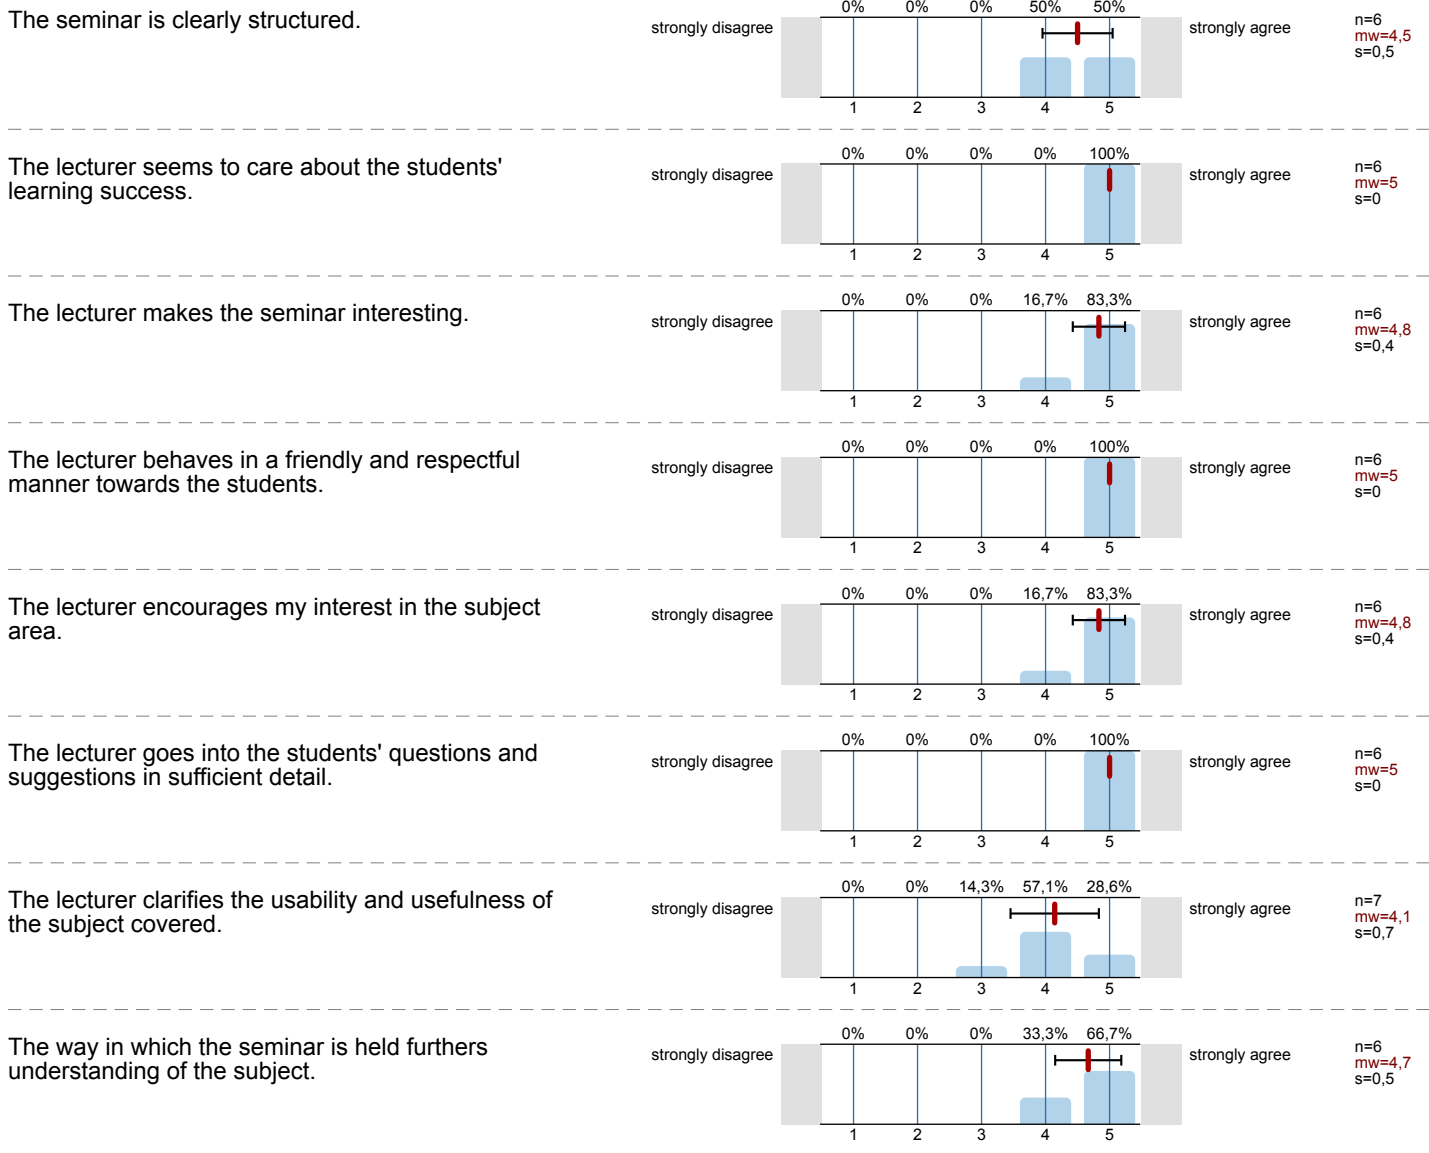 The seminar is clearly structured.
strongly disagree
0% 0% 0% 50% 50%
1 2 3 4 5
strongly agree
n=6
mw=4,5
s=0,5
The lecturer seems to care about the students'
learning success.
strongly disagree
0% 0% 0% 0% 100%
1 2 3 4 5
strongly agree
n=6
mw=5
s=0
The lecturer makes the seminar interesting.
strongly disagree
0% 0% 0% 16,7% 83,3%
1 2 3 4 5
strongly agree
n=6
mw=4,8
s=0,4
The lecturer behaves in a friendly and respectful
manner towards the students.
strongly disagree
0% 0% 0% 0% 100%
1 2 3 4 5
strongly agree
n=6
mw=5
s=0
The lecturer encourages my interest in the subject
area.
strongly disagree
0% 0% 0% 16,7% 83,3%
1 2 3 4 5
strongly agree
n=6
mw=4,8
s=0,4
The lecturer goes into the students' questions and
suggestions in sufficient detail.
strongly disagree
0% 0% 0% 0% 100%
1 2 3 4 5
strongly agree
n=6
mw=5
s=0
The lecturer clarifies the usability and usefulness of
the subject covered.
strongly disagree
0% 0% 14,3% 57,1% 28,6%
1 2 3 4 5
strongly agree
n=7
mw=4,1
s=0,7
The way in which the seminar is held furthers
understanding of the subject.
strongly disagree
0% 0% 0% 33,3% 66,7%
1 2 3 4 5
strongly agree
n=6
mw=4,7
s=0,5